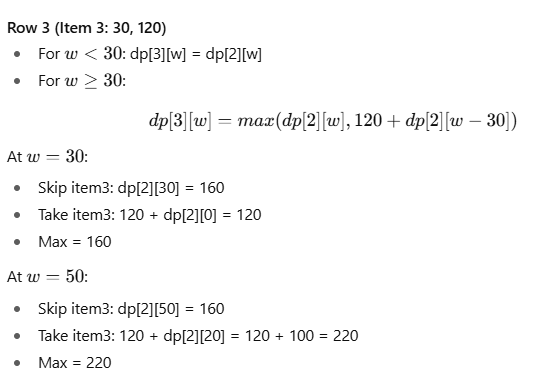 Row 3 (Item 3: 30, 120)
• For w < 30: dp[3][w] = dp[2][w]
• For w ≥ 30:
dp[3][w] = max(dp[2][w], 120 + dp[2][w − 30])
At w = 30:
• Skip item3: dp[2][30] = 160
• Take item3: 120 + dp[2][0] = 120
• Max = 160
At w = 50:
• Skip item3: dp[2][50] = 160
• Take item3: 120 + dp[2][20] = 120 + 100 = 220
• Max = 220